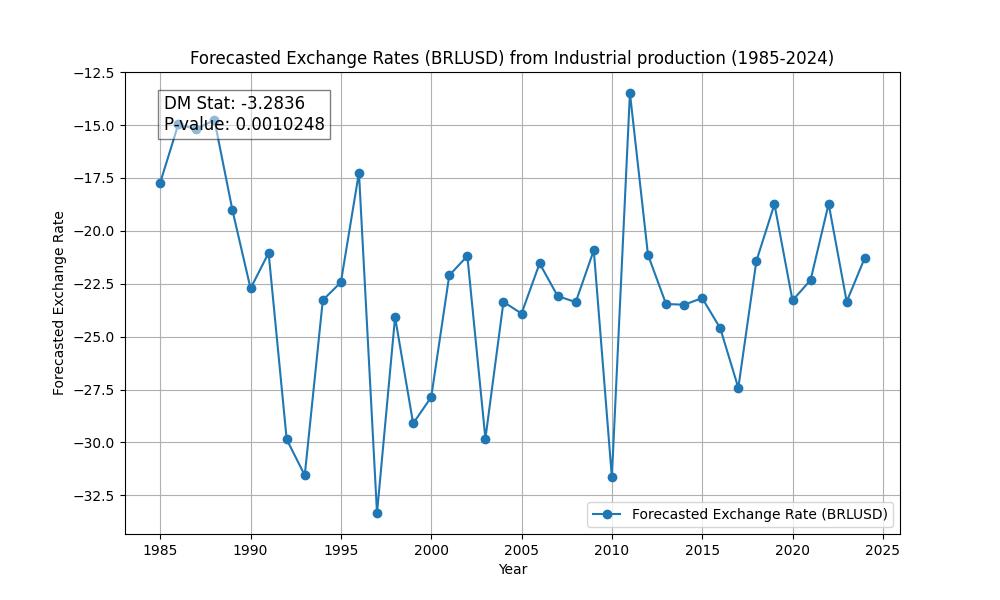 Forecasted Exchange Rates (BRLUSD) from Industrial production (1985-2024)
DM Stat: -3.2836
P-value: 0.0010248
Forecasted Exchange Rate
−12.5
−15.0
−17.5
−20.0
−22.5
−25.0
−27.5
−30.0
−32.5
Forecasted Exchange Rate (BRLUSD)
1985 1990 1995 2000 2005 2010 2015 2020 2025
Year